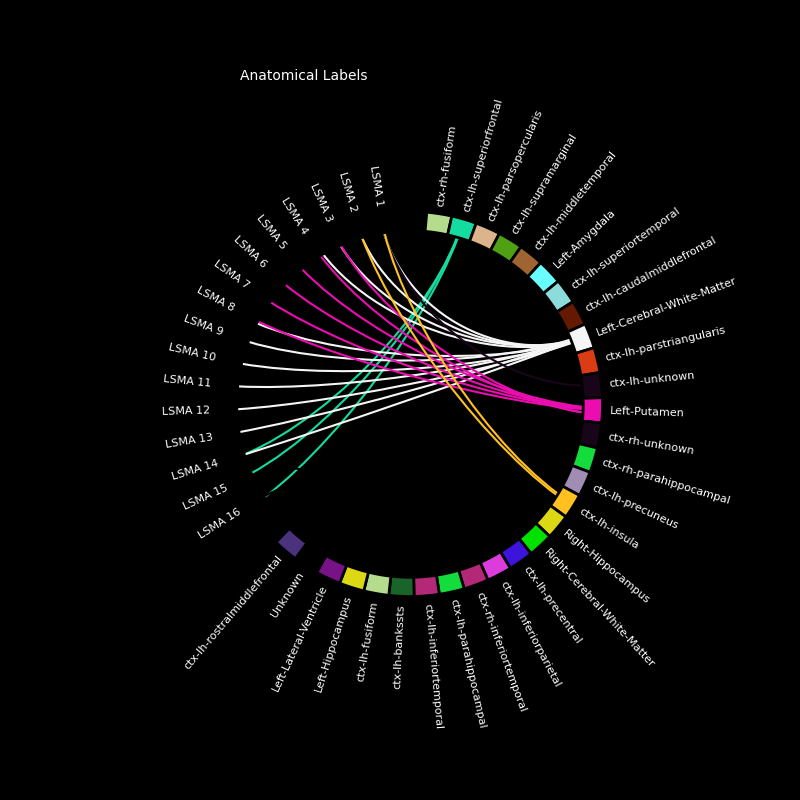 Anatomical Labels
LSMA 1
LSMA 2
LSMA 3
LSMA 4
LSMA 5
LSMA 6
LSMA 7
LSMA 8
LSMA 9
LSMA 10
LSMA 11
LSMA 12
LSMA 13
LSMA 14
LSMA 15
LSMA 16
ctx-lh-rostralmiddlefrontal
Unknown
Left-Lateral-Ventricle
Left-Hippocampus
ctx-lh-fusiform
ctx-lh-bankssts
ctx-lh-inferiortemporal
ctx-lh-parahippocampal
ctx-rh-inferiortemporal
ctx-lh-inferiorparietal
ctx-lh-precentral
Right-Cerebral-White-Matter
Right-Hippocampus
ctx-lh-insula
ctx-lh-precuneus
ctx-rh-parahippocampal
ctx-rh-unknown
Left-Putamen
ctx-lh-unknown
ctx-lh-parstriangularis
Left-Cerebral-White-Matter
ctx-lh-caudalmiddlefrontal
ctx-lh-superiortemporal
Left-Amygdala
ctx-lh-middletemporal
ctx-lh-supramarginal
ctx-lh-parsopercularis
ctx-lh-superiorfrontal
ctx-rh-fusiform